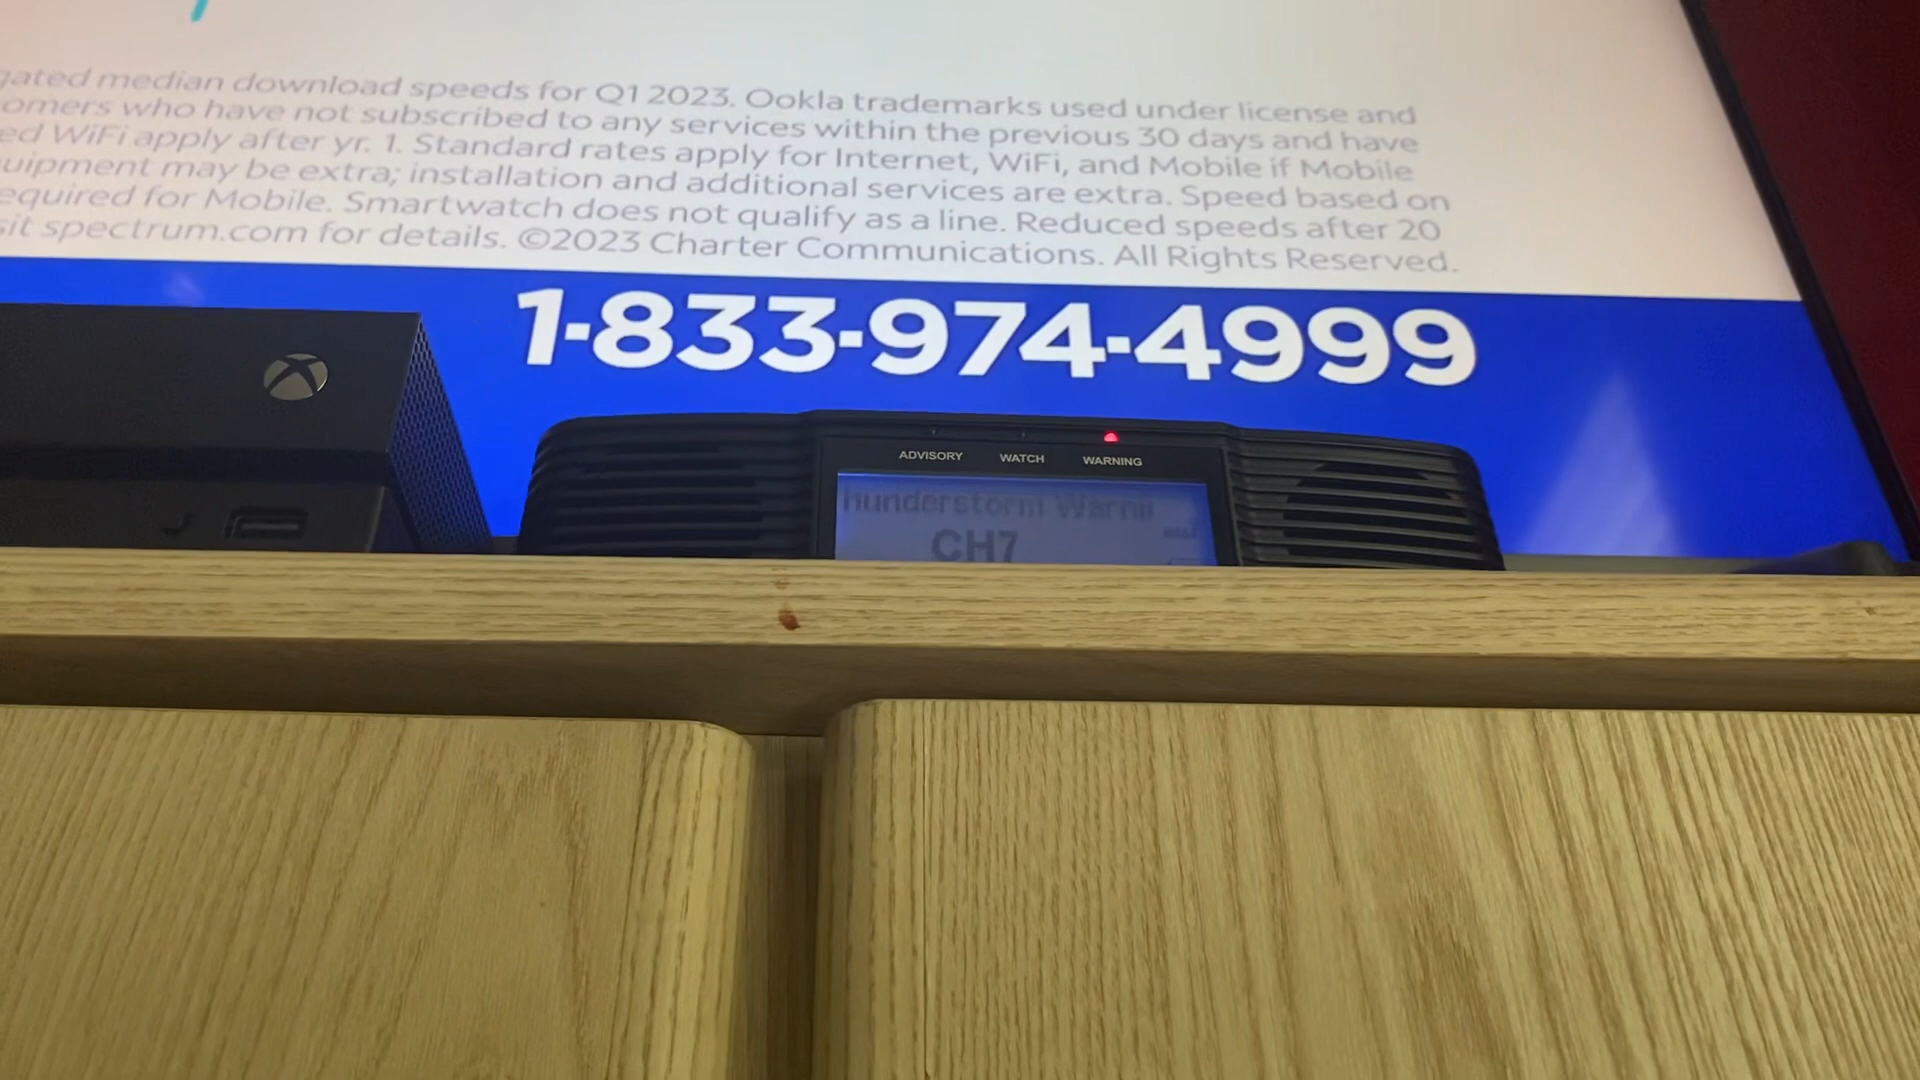 gated median download speeds for Q1 2023. Ookla trademarks used under license and
omers who have not subscribed to any services within the previous 30 days and have
ed WiFi apply after yr. 1. Standard rates apply for Internet, WiFi, and Mobile if Mobile
uipment may be extra; installation and additional services are extra. Speed based on
equired for Mobile. Smartwatch does not qualify as a line. Reduced speeds after 20
sit spectrum.com for details. ©2023 Charter Communications. All Rights Reserved.
1-833-974-4999
ADVISORY WATCH WARNING
hunderstorm Warni
CH7